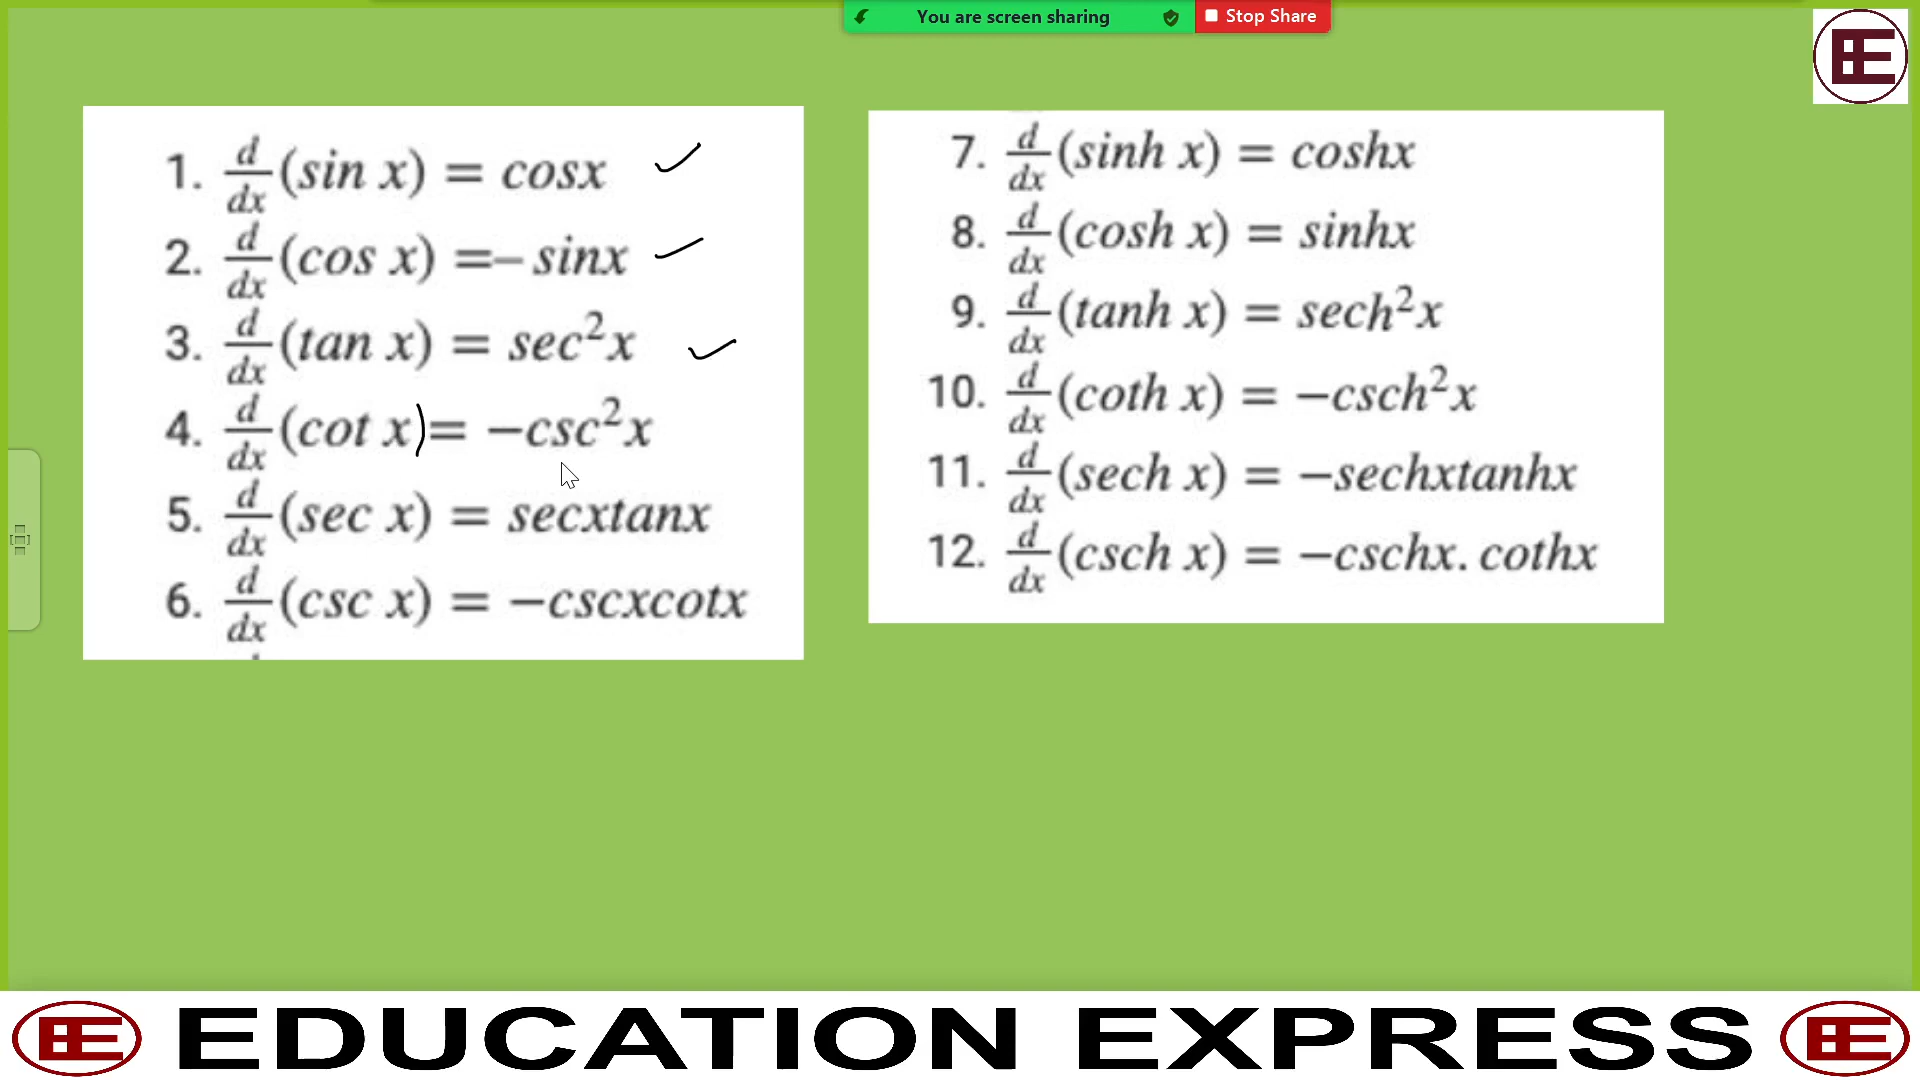 You are screen sharing
Stop Share
1. d/dx (sin x) = cosx
2. d/dx (cos x) =– sinx
3. d/dx (tan x) = sec²x
4. d/dx (cot x)= −csc²x
5. d/dx (sec x) = secxtanx
6. d/dx (csc x) = −cscxcotx
7. d/dx (sinh x) = coshx
8. d/dx (cosh x) = sinhx
9. d/dx (tanh x) = sech²x
10. d/dx (coth x) = −csch²x
11. d/dx (sech x) = −sechxtanhx
12. d/dx (csch x) = −cschx. cothx
EDUCATION EXPRESS